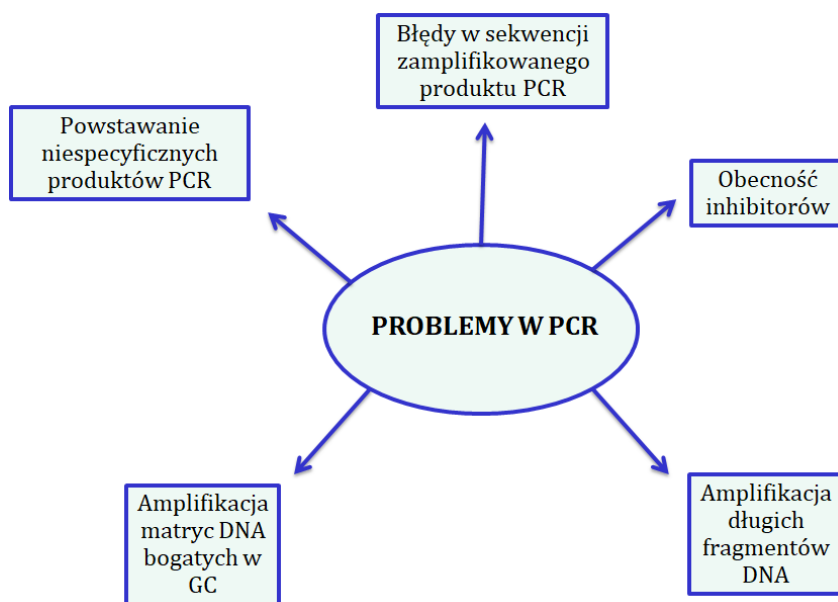 Błędy w sekwencji
zamplifikowanego
produktu PCR
Powstawanie
niespecyficznych
produktów PCR
Obecność
inhibitorów
PROBLEMY W PCR
Amplifikacja
matryc DNA
bogatych w
GC
Amplifikacja
długich
fragmentów
DNA